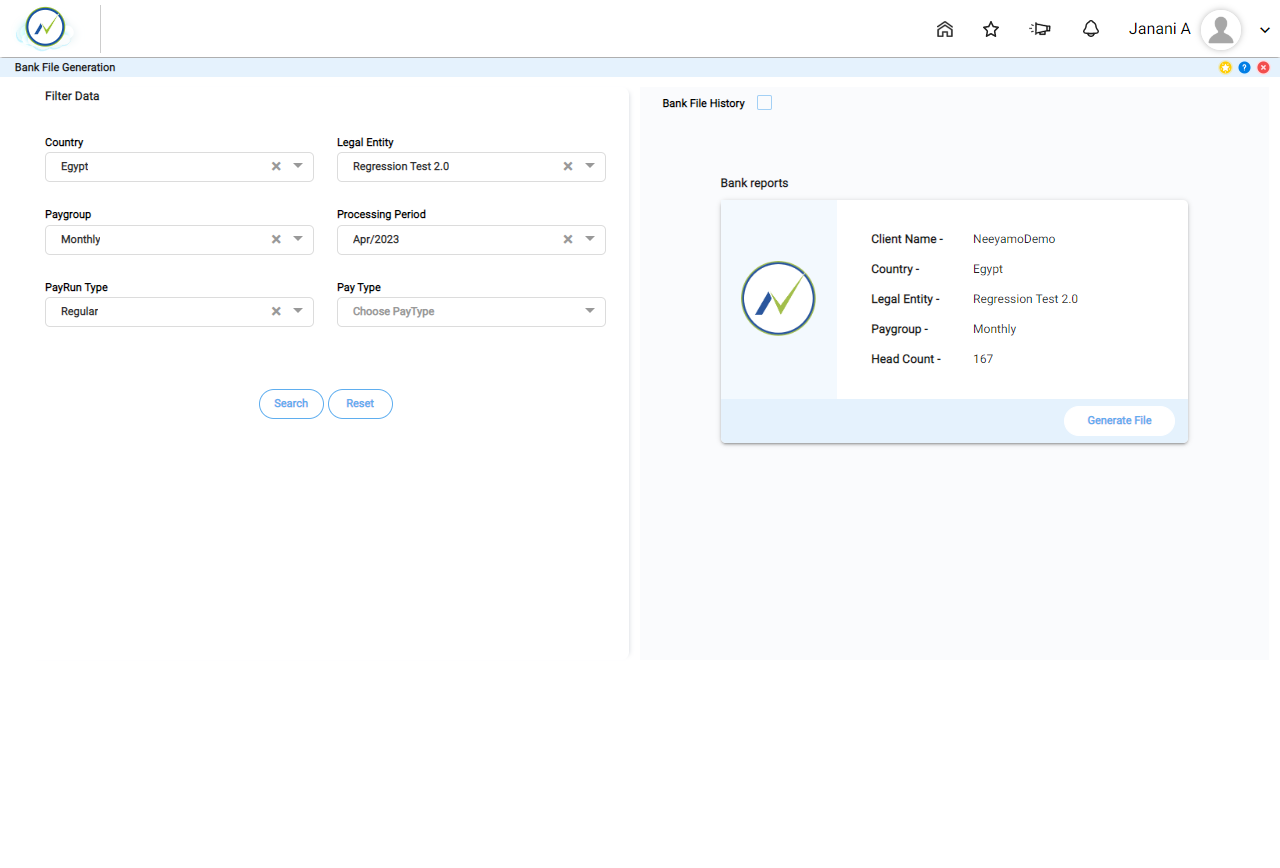 Janani A
Bank File Generation
Filter Data
Country
Legal Entity
Egypt
Regression Test 2.0
Paygroup
Processing Period
Monthly
Apr/2023
PayRun Type
Pay Type
Regular
Choose PayType
Search
Reset
Bank File History
Bank reports
Client Name - NeeyamoDemo
Country - Egypt
Legal Entity - Regression Test 2.0
Paygroup - Monthly
Head Count - 167
Generate File